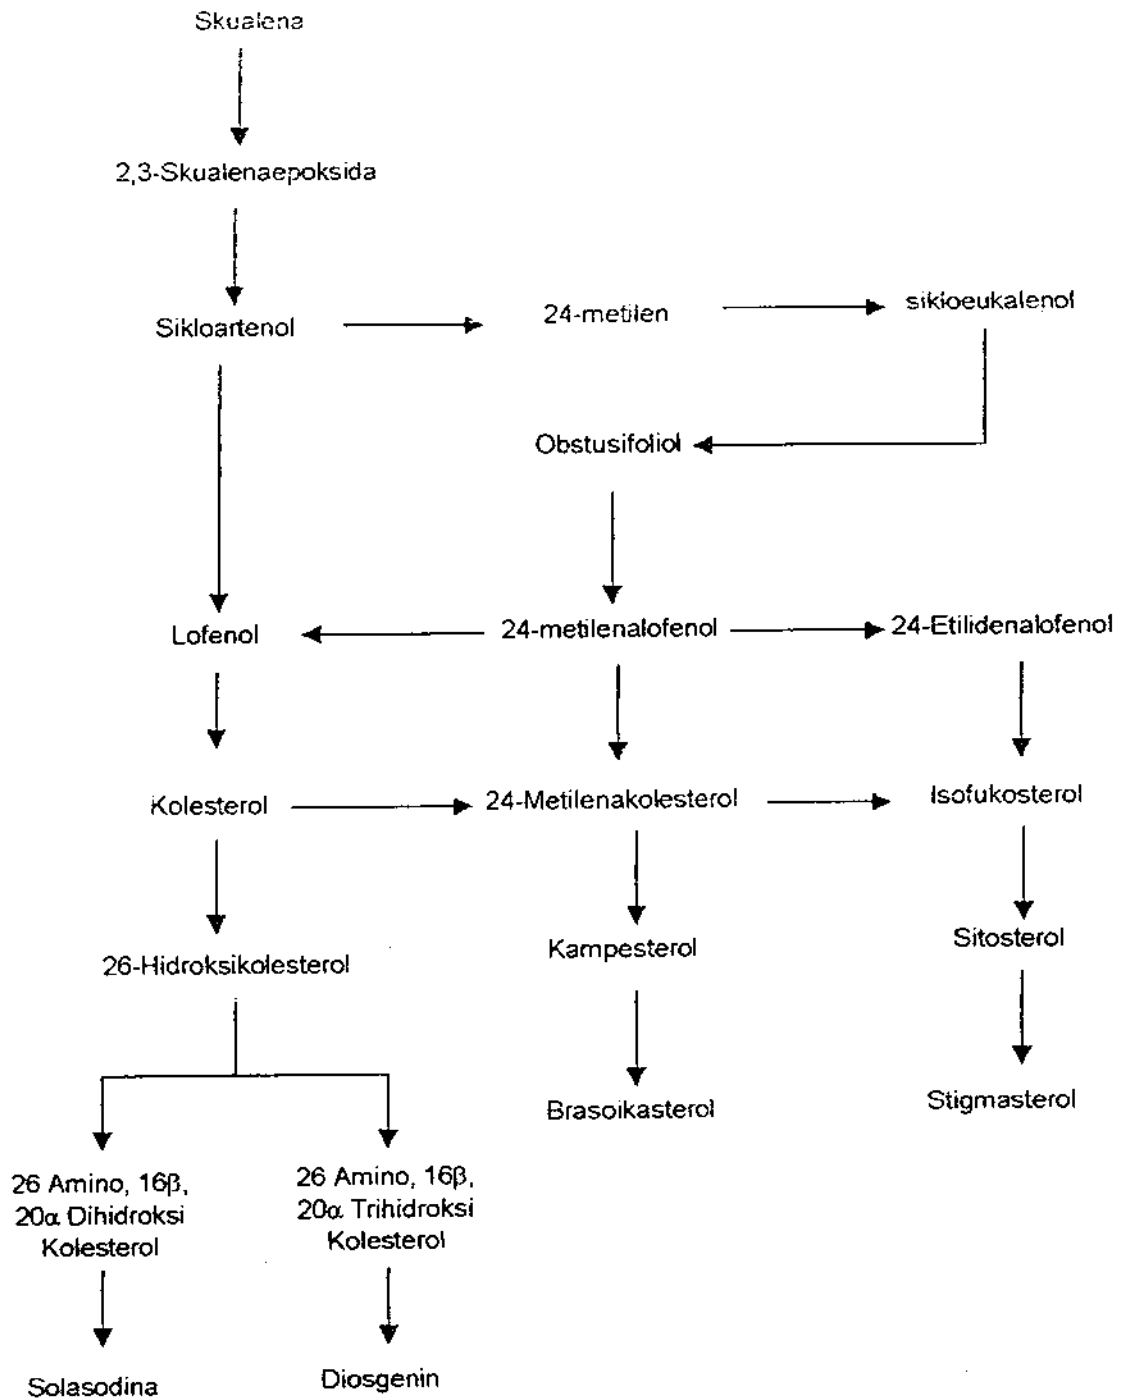 Skualena
2,3-Skualenaepoksida
Sikloartenol
24-metilen
sikloeukalenol
Obstusifoliol
Lofenol
24-metilenalofenol
24-Etilidenalofenol
Kolesterol
24-Metilenakolesterol
Isofukosterol
26-Hidroksikolesterol
Kampesterol
Sitosterol
Brasoikasterol
Stigmasterol
26 Amino, 16β,
20α Dihidroksi
Kolesterol
26 Amino, 16β,
20α Trihidroksi
Kolesterol
Solasodina
Diosgenin